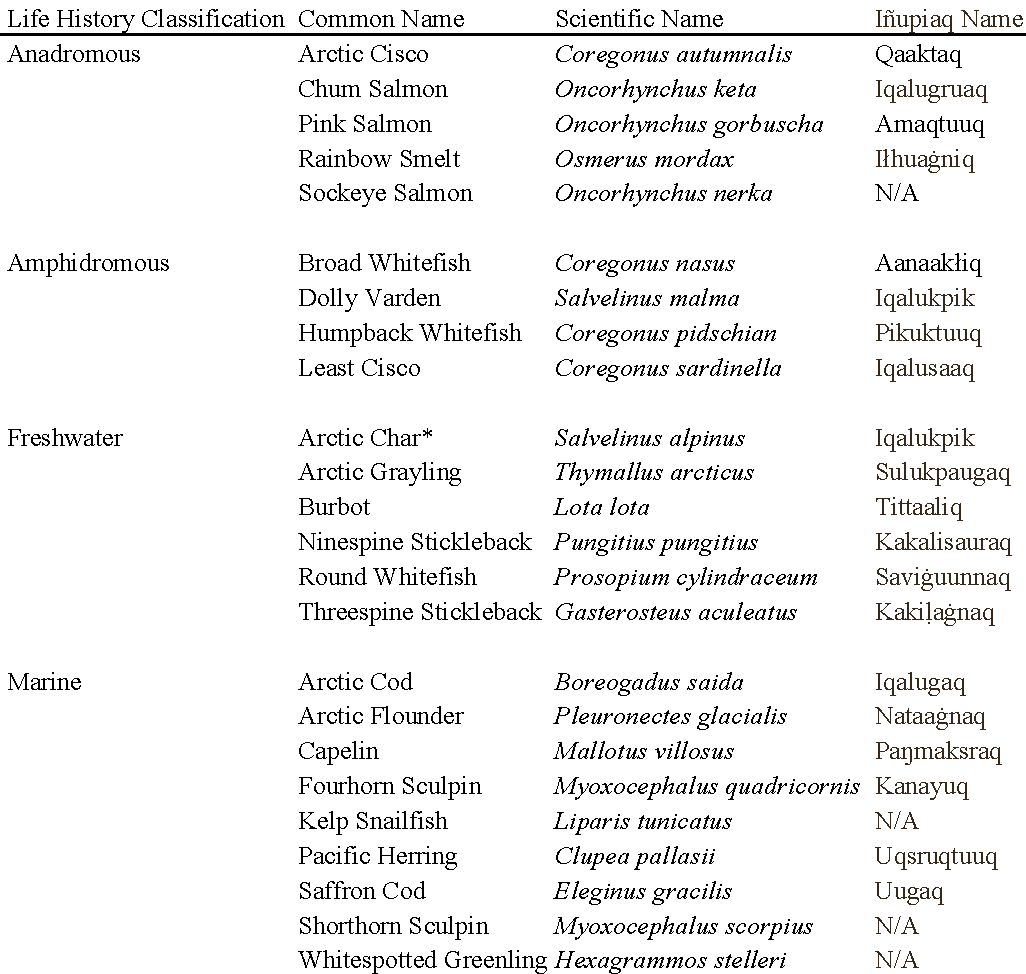 Life History Classification Common Name Scientific Name Iñupiaq Name
Anadromous Arctic Cisco Coregonus autumnalis Qaaktaq
Chum Salmon Oncorhynchus keta Iqalugruaq
Pink Salmon Oncorhynchus gorbuscha Amaqtuuq
Rainbow Smelt Osmerus mordax Iłhuaġniq
Sockeye Salmon Oncorhynchus nerka N/A
Amphidromous Broad Whitefish Coregonus nasus Aanaakłiq
Dolly Varden Salvelinus malma Iqalukpik
Humpback Whitefish Coregonus pidschian Pikuktuuq
Least Cisco Coregonus sardinella Iqalusaaq
Freshwater Arctic Char* Salvelinus alpinus Iqalukpik
Arctic Grayling Thymallus arcticus Sulukpaugaq
Burbot Lota lota Tittaaliq
Ninespine Stickleback Pungitius pungitius Kakalisauraq
Round Whitefish Prosopium cylindraceum Saviġuunnaq
Threespine Stickleback Gasterosteus aculeatus Kakiḷaġnaq
Marine Arctic Cod Boreogadus saida Iqalugaq
Arctic Flounder Pleuronectes glacialis Nataaġnaq
Capelin Mallotus villosus Paŋmaksraq
Fourhorn Sculpin Myoxocephalus quadricornis Kanayuq
Kelp Snailfish Liparis tunicatus N/A
Pacific Herring Clupea pallasii Uqsruqtuuq
Saffron Cod Eleginus gracilis Uugaq
Shorthorn Sculpin Myoxocephalus scorpius N/A
Whitespotted Greenling Hexagrammos stelleri N/A